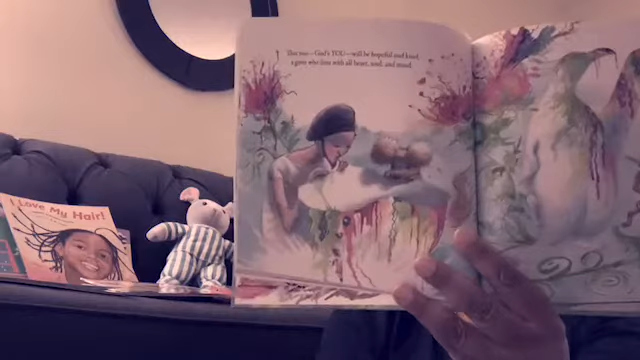 This you—God's YOU—will be hopeful and kind,
a giver who lives with all heart, soul, and mind.
I Love My Hair!